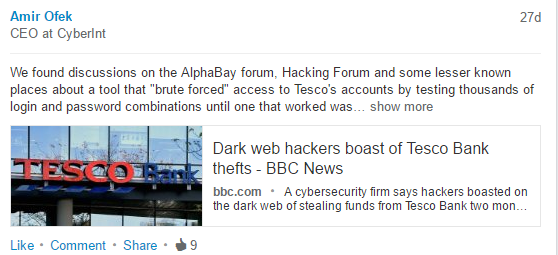 Amir Ofek 27d
CEO at CyberInt
We found discussions on the AlphaBay forum, Hacking Forum and some lesser known
places about a tool that "brute forced" access to Tesco's accounts by testing thousands of
login and password combinations until one that worked was... show more
TESCO Bank
Dark web hackers boast of Tesco Bank
thefts - BBC News
bbc.com • A cybersecurity firm says hackers boasted on
the dark web of stealing funds from Tesco Bank two mon...
Like • Comment • Share • 9